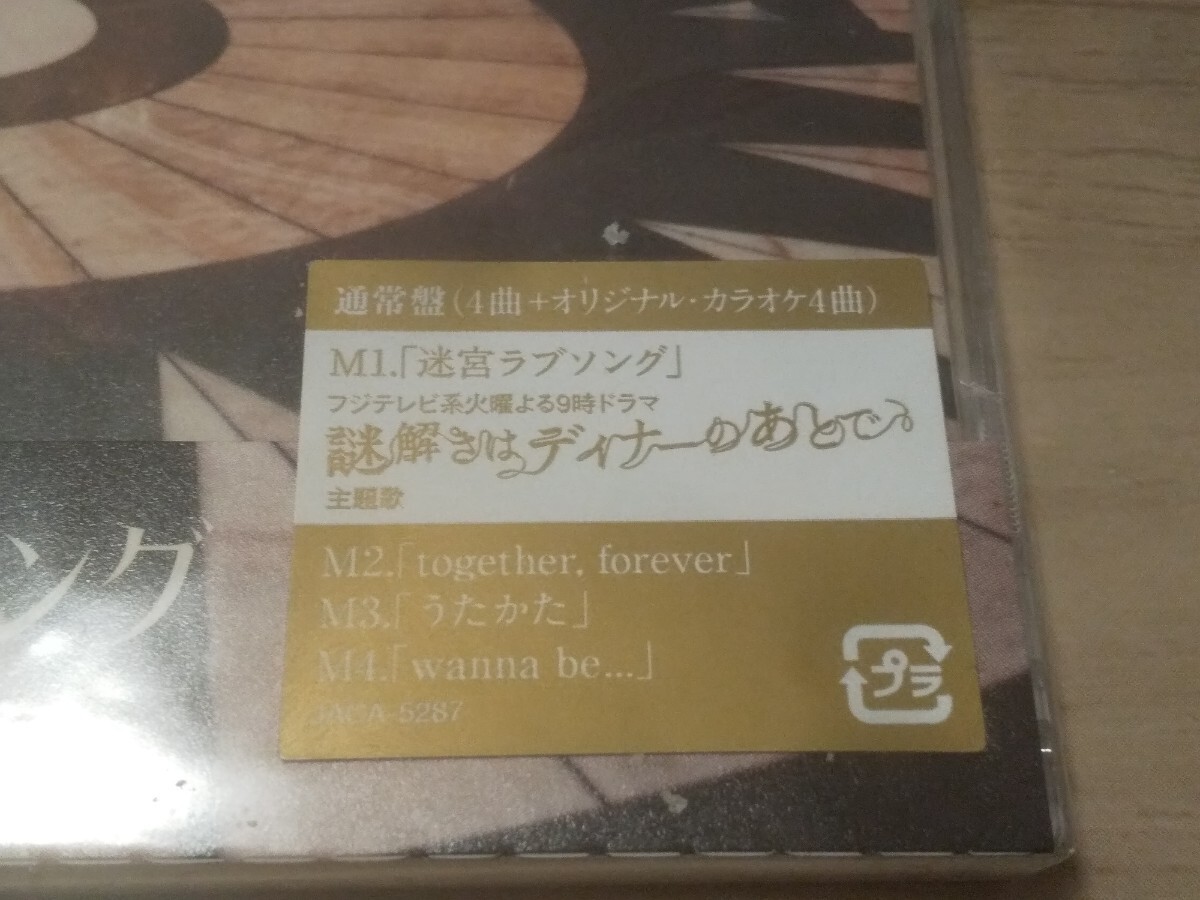 通常盤(4曲+オリジナル・カラオケ4曲)
M1.「迷宮ラブソング」
フジテレビ系火曜よる9時ドラマ
謎解きはディナーのあとで
主題歌
M2.「together, forever」
M3.「うたかた」
M4.「wanna be...」
JACA-5287
プラ
ング